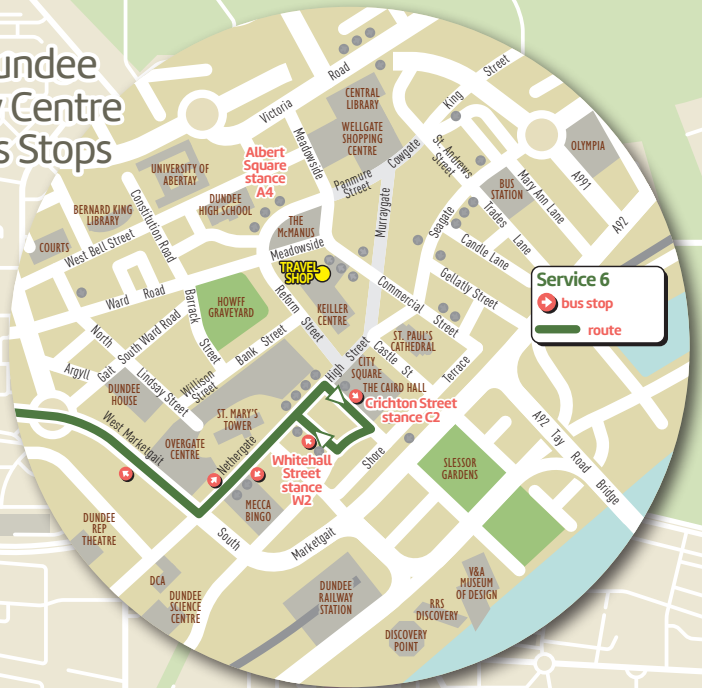 undee
y Centre
s Stops
Road
Street
Victoria
CENTRAL
LIBRARY
King
Meadowside
WELLGATE
SHOPPING
CENTRE
Cowgate
St. Andrews
Street
OLYMPIA
Albert
Square
stance
A4
UNIVERSITY OF
ABERTAY
Panmure
Street
A991
BUS
STATION
Mary Ann Lane
DUNDEE
HIGH SCHOOL
Constitution Road
BERNARD KING
LIBRARY
THE
McMANUS
Murraygate
Seagate
Trades Lane
A92
COURTS
West Bell Street
Meadowside
Candle Lane
TRAVEL
SHOP
Gellatly Street
Service 6
bus stop
route
Ward Road
Barrack
Street
HOWFF
GRAVEYARD
Reform
Street
KEILLER
CENTRE
Commercial
Street
North
South Ward Road
Bank Street
ST. PAUL'S
CATHEDRAL
Argyll
Gait
Lindsay Street
Willison
Street
High Street
CITY
SQUARE
Castle St
Terrace
DUNDEE
HOUSE
THE CAIRD HALL
Crichton Street
stance C2
ST. MARY'S
TOWER
West Marketgait
OVERGATE
CENTRE
Nethergate
Whitehall
Street
stance
W2
Shore
SLESSOR
GARDENS
A92 Tay Road Bridge
MECCA
BINGO
DUNDEE
REP
THEATRE
South
Marketgait
DCA
DUNDEE
SCIENCE
CENTRE
DUNDEE
RAILWAY
STATION
V&A
MUSEUM
OF DESIGN
RRS
DISCOVERY
DISCOVERY
POINT